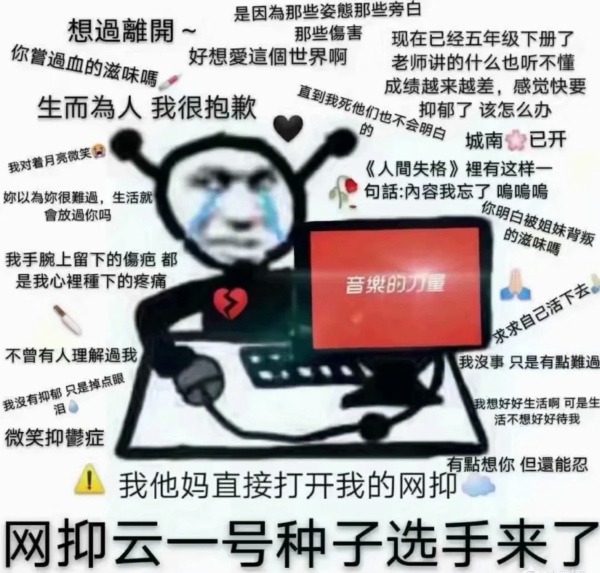 想過離開~
是因為那些姿態那些旁白
那些傷害
你嘗過血的滋味嗎
好想愛這個世界啊
现在已经五年级下册了
老师讲的什么也听不懂
成绩越来越差，感觉快要
抑郁了 该怎么办
生而為人 我很抱歉
直到我死他们也不会明白
的
城南🌸已开
我对着月亮微笑😭
《人間失格》裡有这样一
句話:內容我忘了 嗚嗚嗚
妳以為妳很難過，生活就
會放過你吗
你明白被姐妹背叛
的滋味嗎
我手腕上留下的傷疤 都
是我心裡種下的疼痛
音樂的力量
求求自己活下去
不曾有人理解過我
我沒事 只是有點難過
我没有抑郁 只是掉点眼
泪💧
我想好好生活啊 可是生
活不想好好待我
微笑抑鬱症
有點想你 但還能忍
⚠️ 我他妈直接打开我的网抑☁️
网抑云一号种子选手来了